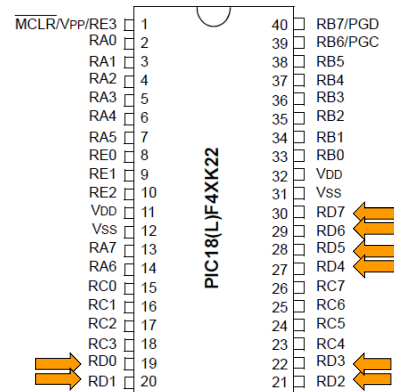 MCLR/VPP/RE3 1 40 RB7/PGD
RA0 2 39 RB6/PGC
RA1 3 38 RB5
RA2 4 37 RB4
RA3 5 36 RB3
RA4 6 35 RB2
RA5 7 34 RB1
RE0 8 33 RB0
RE1 9 32 VDD
RE2 10 31 VSS
VDD 11 30 RD7
VSS 12 29 RD6
RA7 13 28 RD5
RA6 14 27 RD4
RC0 15 26 RC7
RC1 16 25 RC6
RC2 17 24 RC5
RC3 18 23 RC4
RD0 19 22 RD3
RD1 20 21 RD2
PIC18(L)F4XK22